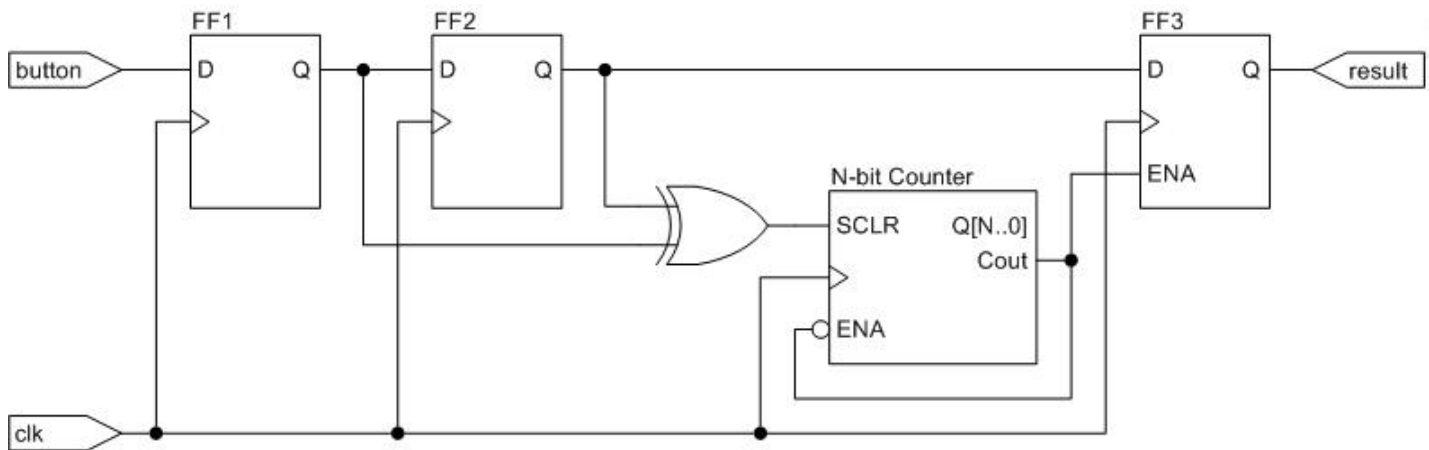 FF1
FF2
FF3
button
D Q
D Q
D Q
result
ENA
N-bit Counter
SCLR Q[N..0]
Cout
ENA
clk